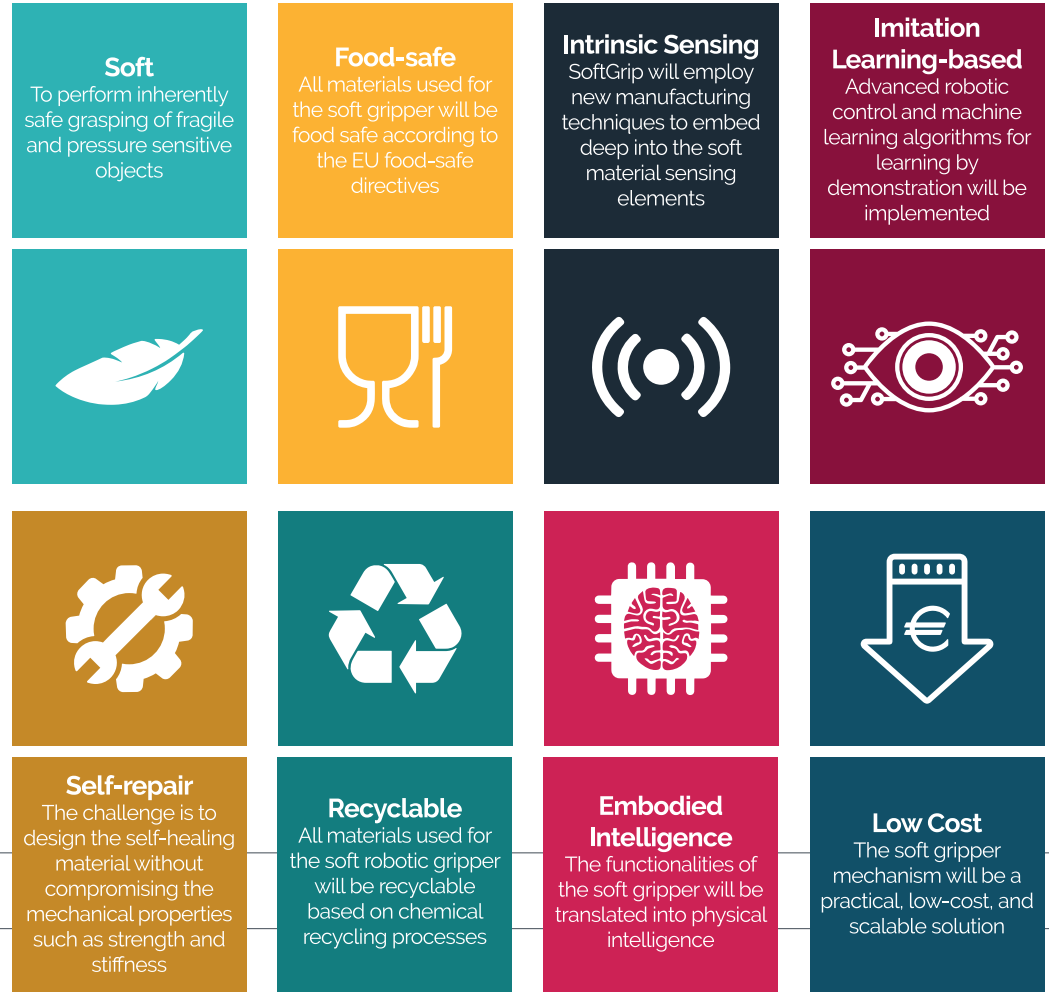 Soft
To perform inherently
safe grasping of fragile
and pressure sensitive
objects
Food-safe
All materials used for
the soft gripper will be
food safe according to
the EU food-safe
directives
Intrinsic Sensing
SoftGrip will employ
new manufacturing
techniques to embed
deep into the soft
material sensing
elements
Imitation
Learning-based
Advanced robotic
control and machine
learning algorithms for
learning by
demonstration will be
implemented
€
Self-repair
The challenge is to
design the self-healing
material without
compromising the
mechanical properties
such as strength and
stiffness
Recyclable
All materials used for
the soft robotic gripper
will be recyclable
based on chemical
recycling processes
Embodied
Intelligence
The functionalities of
the soft gripper will be
translated into physical
intelligence
Low Cost
The soft gripper
mechanism will be a
practical, low-cost, and
scalable solution